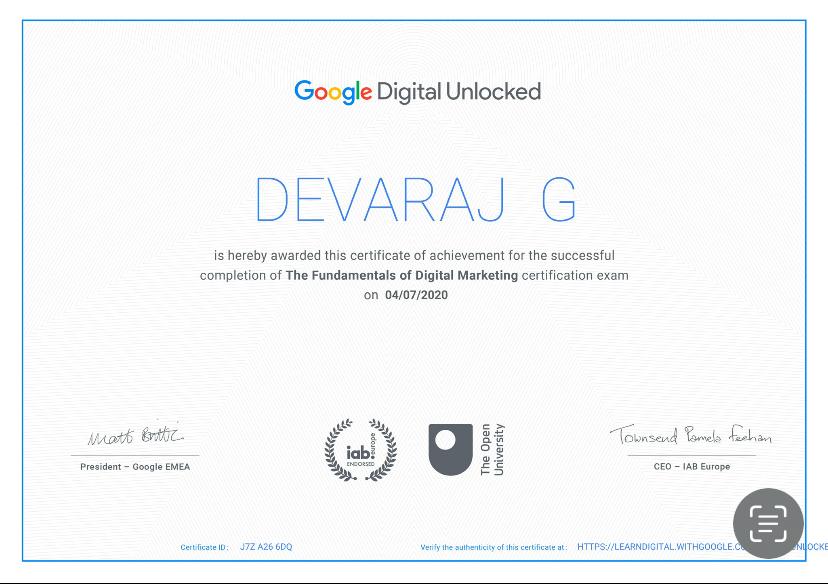 Google Digital Unlocked
DEVARAJ G
is hereby awarded this certificate of achievement for the successful
completion of The Fundamentals of Digital Marketing certification exam
on 04/07/2020
Matt Brittin
Townsend Pamela Feehan
iab. europe
ENDORSED
The Open
University
President – Google EMEA
CEO – IAB Europe
Certificate ID: J7Z A26 6DQ
Verify the authenticity of this certificate at: HTTPS://LEARNDIGITAL.WITHGOOGLE.CO